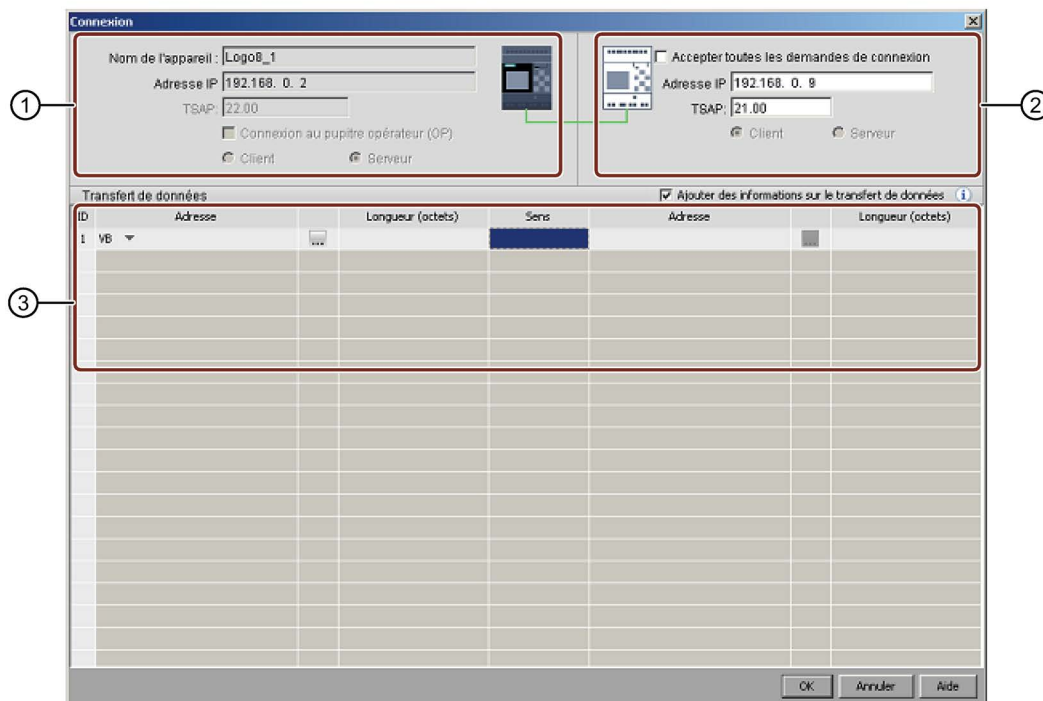 Connexion
Nom de l'appareil : Logo8_1
Adresse IP 192.168. 0. 2
TSAP: 22.00
Connexion au pupitre opérateur (OP)
Client Serveur
Accepter toutes les demandes de connexion
Adresse IP 192.168. 0. 9
TSAP: 21.00
Client Serveur
1
2
Transfert de données
Ajouter des informations sur le transfert de données i
ID Adresse Longueur (octets) Sens Adresse Longueur (octets)
1 VB ...  ...
3
OK Annuler Aide